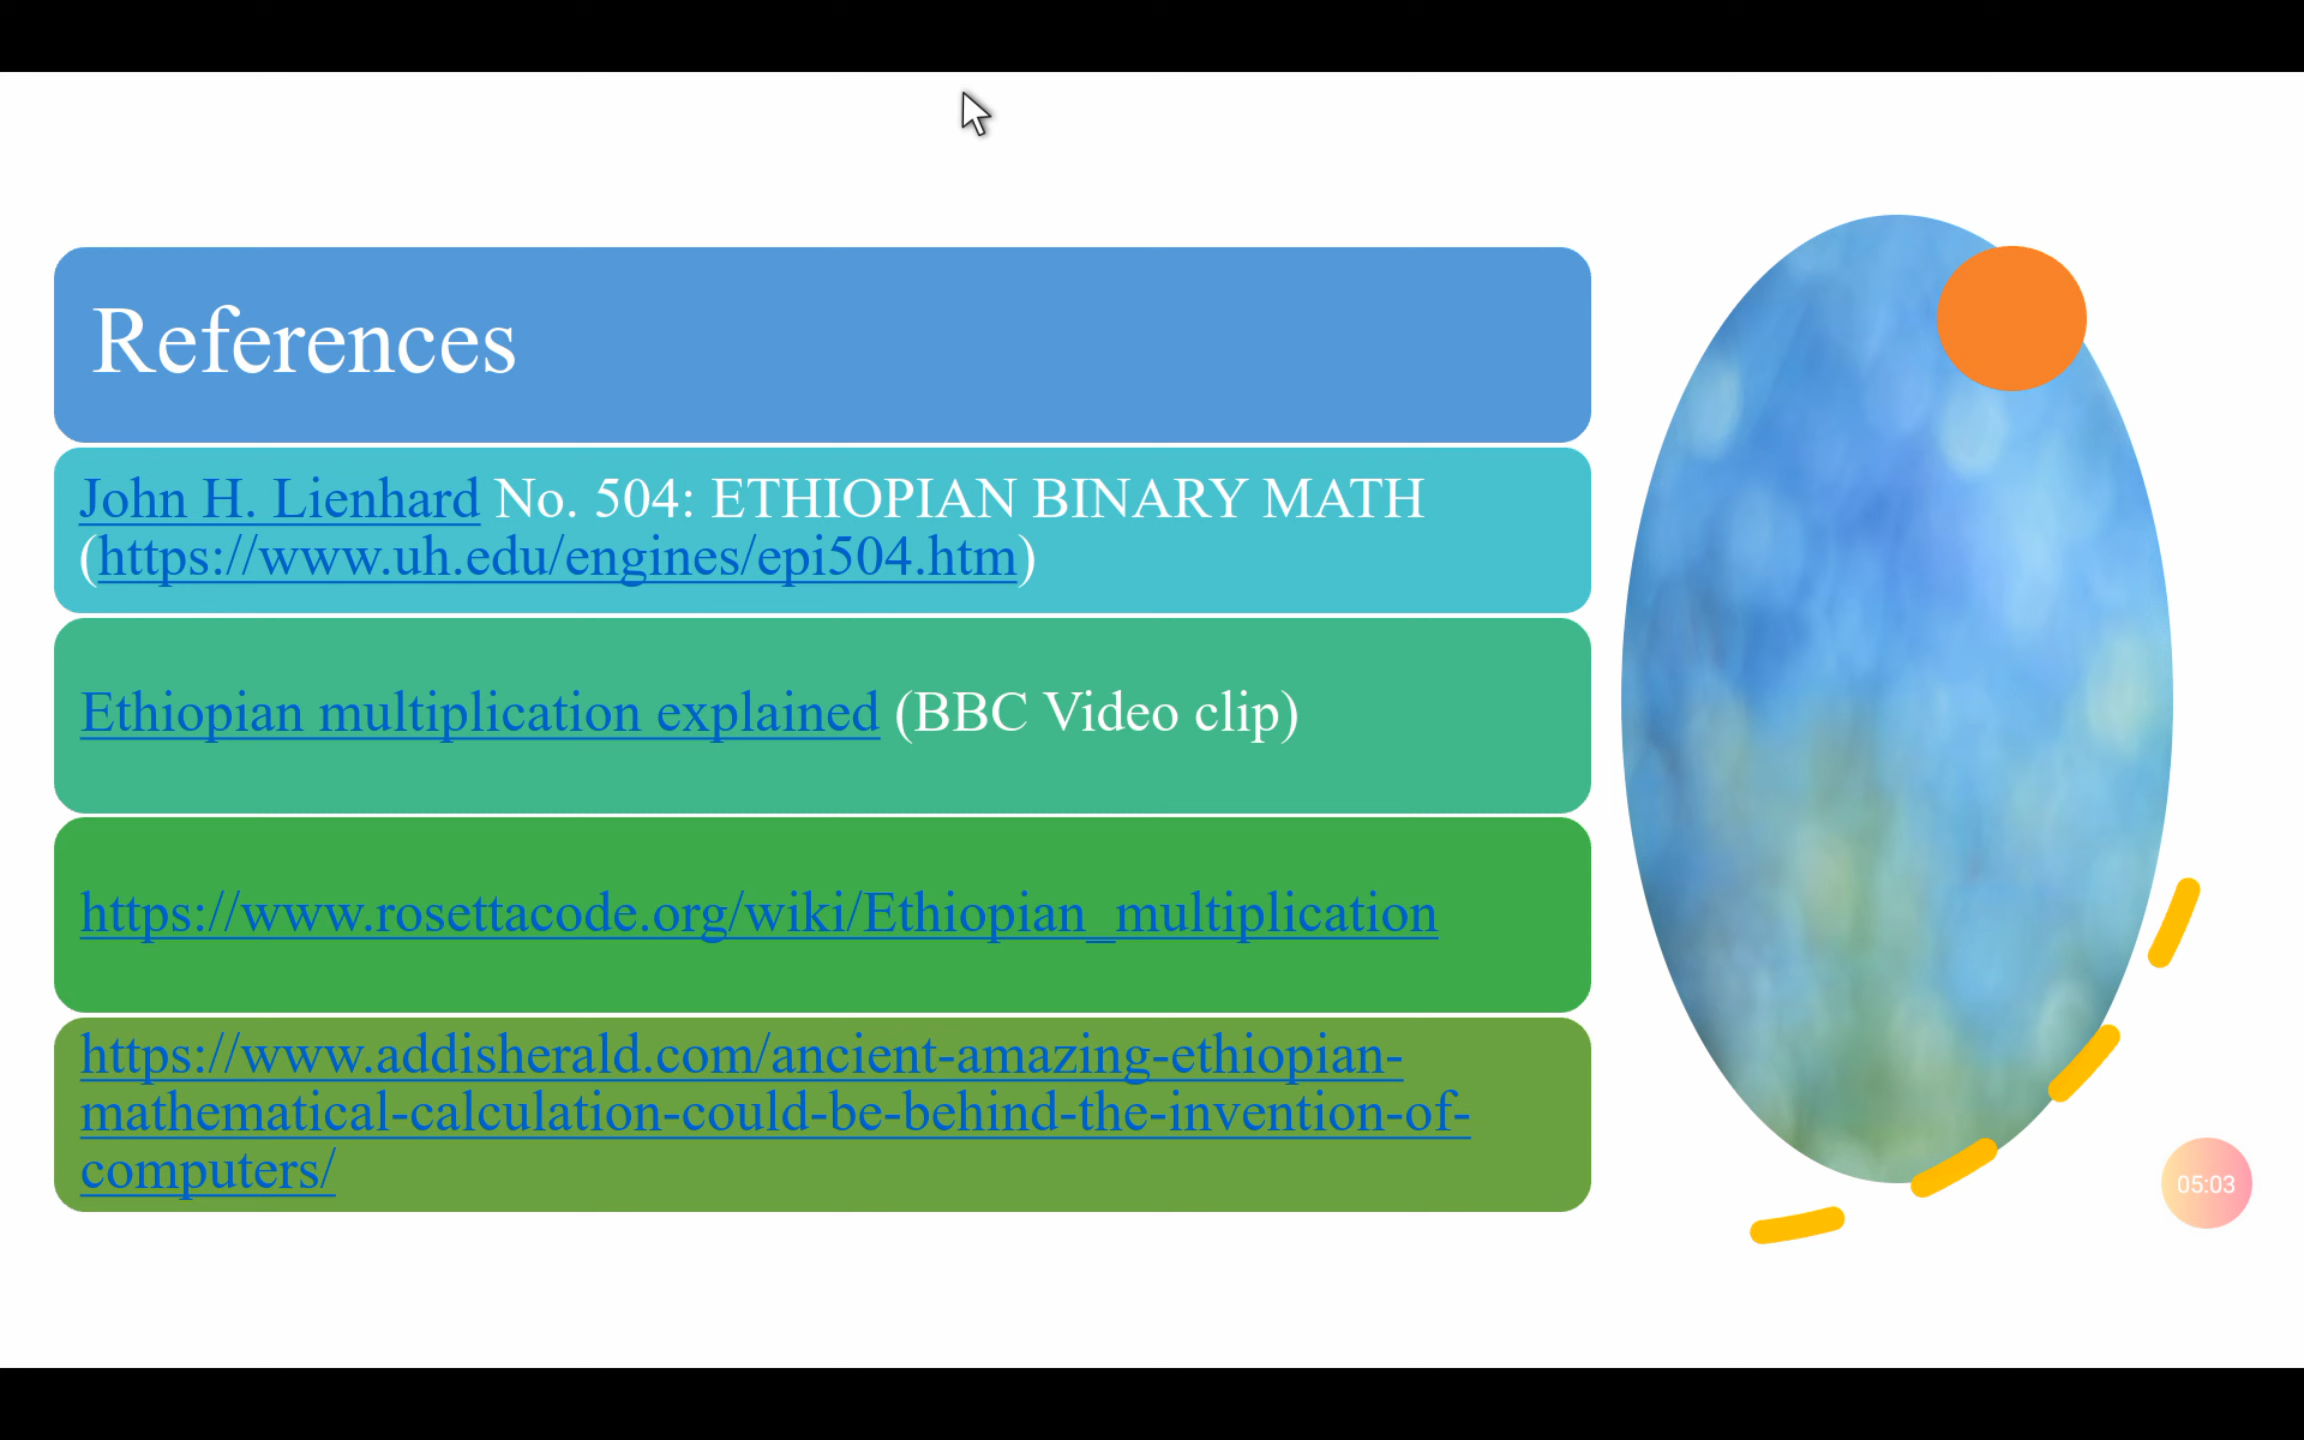 References
John H. Lienhard No. 504: ETHIOPIAN BINARY MATH
(https://www.uh.edu/engines/epi504.htm)
Ethiopian multiplication explained (BBC Video clip)
https://www.rosettacode.org/wiki/Ethiopian_multiplication
https://www.addisherald.com/ancient-amazing-ethiopian-
mathematical-calculation-could-be-behind-the-invention-of-
computers/
05:03